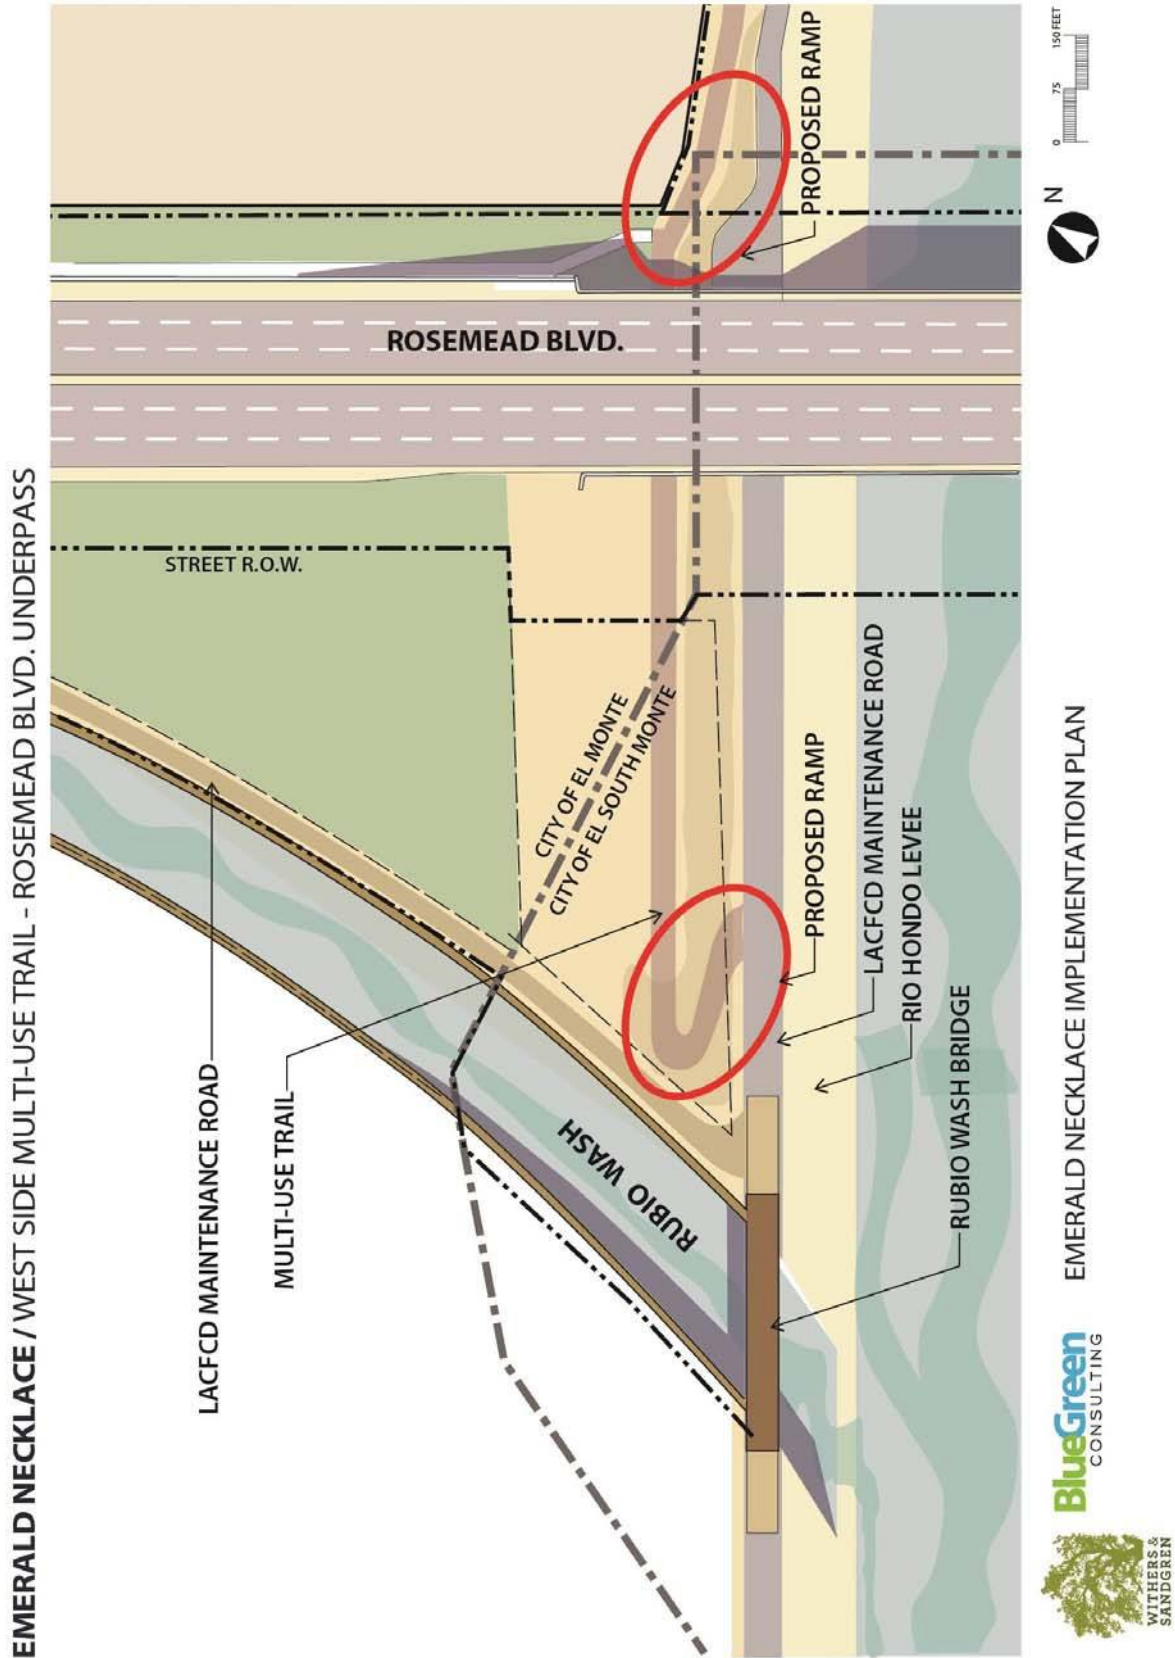 EMERALD NECKLACE / WEST SIDE MULTI-USE TRAIL - ROSEMEAD BLVD. UNDERPASS
LACFCD MAINTENANCE ROAD
MULTI-USE TRAIL
STREET R.O.W.
ROSEMEAD BLVD.
CITY OF EL MONTE
CITY OF EL SOUTH MONTE
RUBIO WASH
PROPOSED RAMP
PROPOSED RAMP
LACFCD MAINTENANCE ROAD
RIO HONDO LEVEE
RUBIO WASH BRIDGE
N
0 75 150 FEET
WITHERS &
SANDGREN
BlueGreen
CONSULTING
EMERALD NECKLACE IMPLEMENTATION PLAN